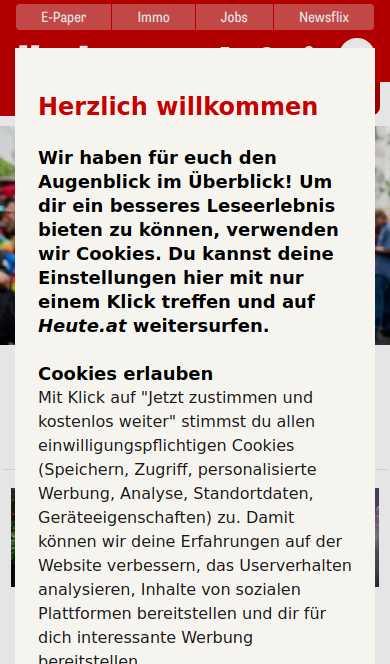 E-Paper Immo Jobs Newsflix
Herzlich willkommen
Wir haben für euch den
Augenblick im Überblick! Um
dir ein besseres Leseerlebnis
bieten zu können, verwenden
wir Cookies. Du kannst deine
Einstellungen hier mit nur
einem Klick treffen und auf
Heute.at weitersurfen.
Cookies erlauben
Mit Klick auf "Jetzt zustimmen und
kostenlos weiter" stimmst du allen
einwilligungspflichtigen Cookies
(Speichern, Zugriff, personalisierte
Werbung, Analyse, Standortdaten,
Geräteeigenschaften) zu. Damit
können wir deine Erfahrungen auf der
Website verbessern, das Userverhalten
analysieren, Inhalte von sozialen
Plattformen bereitstellen und dir für
dich interessante Werbung
bereitstellen